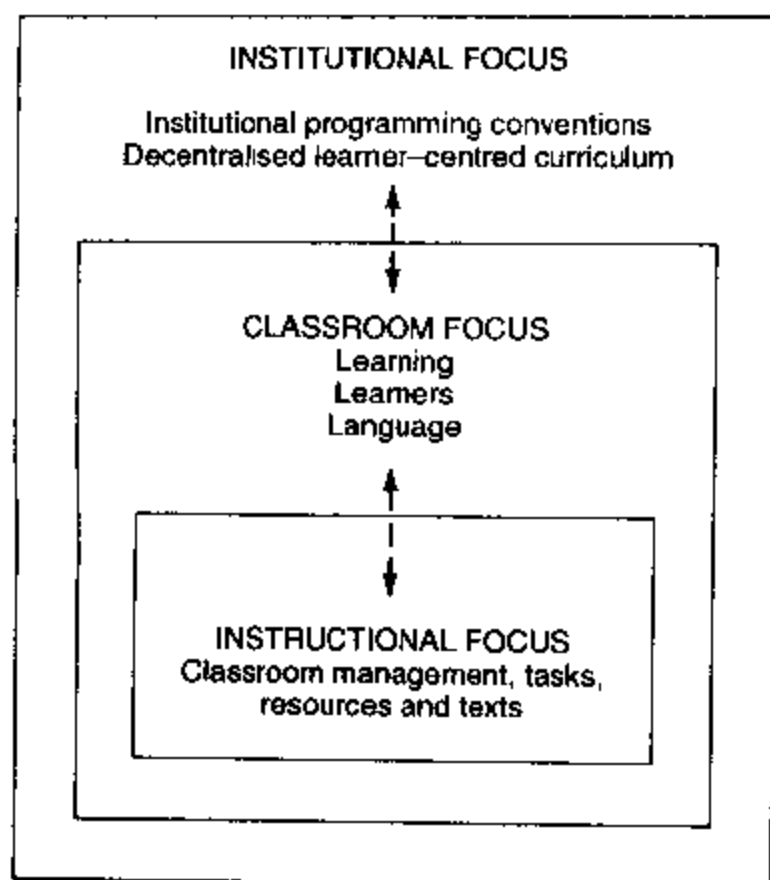 INSTITUTIONAL FOCUS
Institutional programming conventions
Decentralised learner–centred curriculum
CLASSROOM FOCUS
Learning
Learners
Language
INSTRUCTIONAL FOCUS
Classroom management, tasks,
resources and texts